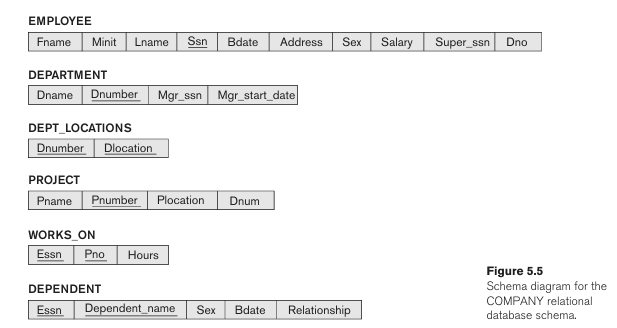 EMPLOYEE
Fname Minit Lname Ssn Bdate Address Sex Salary Super_ssn Dno
DEPARTMENT
Dname Dnumber Mgr_ssn Mgr_start_date
DEPT_LOCATIONS
Dnumber Dlocation
PROJECT
Pname Pnumber Plocation Dnum
WORKS_ON
Essn Pno Hours
DEPENDENT
Essn Dependent_name Sex Bdate Relationship
Figure 5.5
Schema diagram for the
COMPANY relational
database schema.